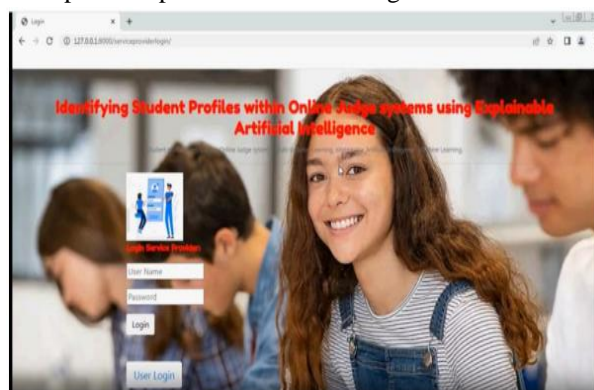 Login
127.0.0.1:8000/serviceproviderlogin/
Identifying Student Profiles within Online Judge systems using Explainable
Artificial Intelligence
Login Service Provider
User Name
Password
Login
User Login